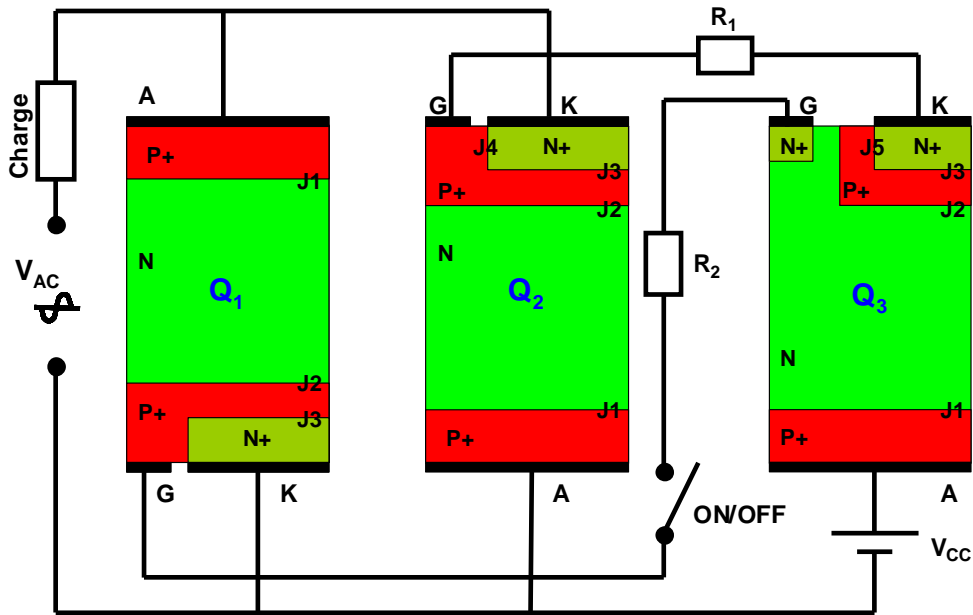 R1
A
G
K
G
K
Charge
P+
J1
J4
N+
J3
P+
J2
N+
J5
N+
J3
P+
J2
VAC
N
Q1
N
Q2
R2
Q3
N
J2
P+
J3
N+
J1
P+
J1
P+
G
K
A
ON/OFF
A
VCC